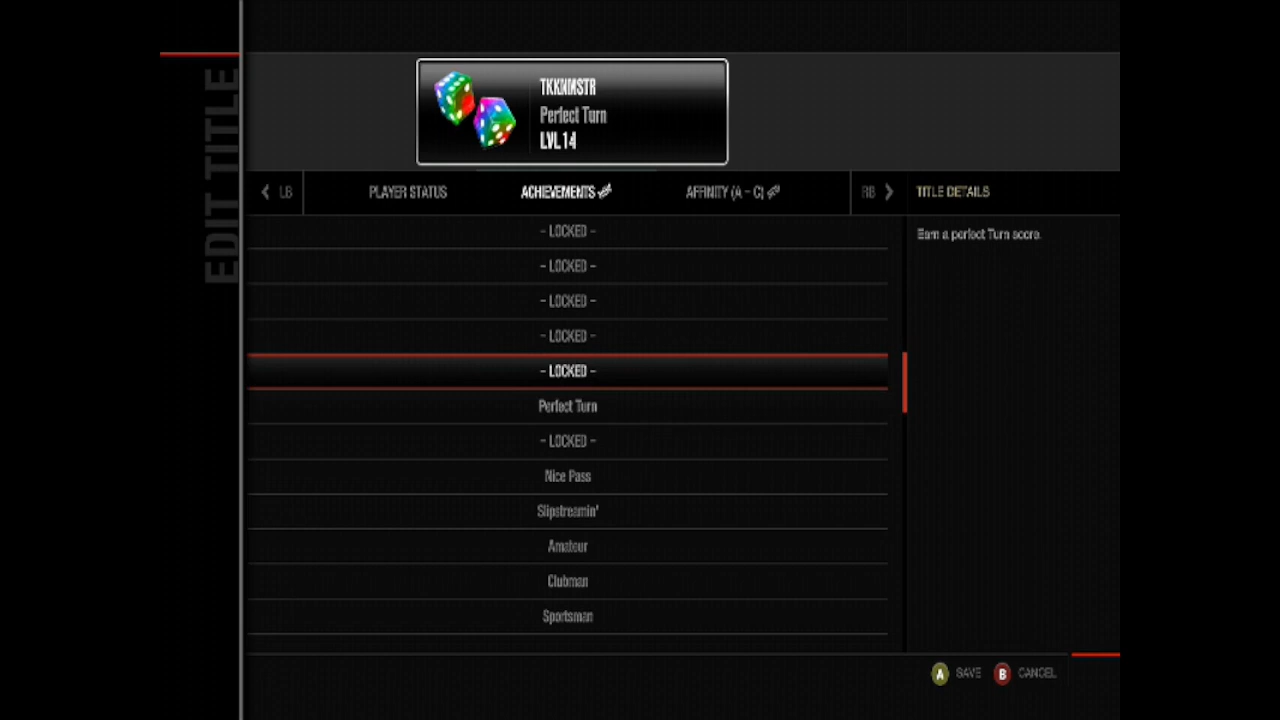 EDIT TITLE
TKKNMSTR
Perfect Turn
LVL 14
LB
PLAYER STATUS
ACHIEVEMENTS
AFFINITY (A - C)
RB
TITLE DETAILS
Earn a perfect Turn score.
- LOCKED -
- LOCKED -
- LOCKED -
- LOCKED -
- LOCKED -
Perfect Turn
- LOCKED -
Nice Pass
Slipstreamin'
Amateur
Clubman
Sportsman
A SAVE B CANCEL